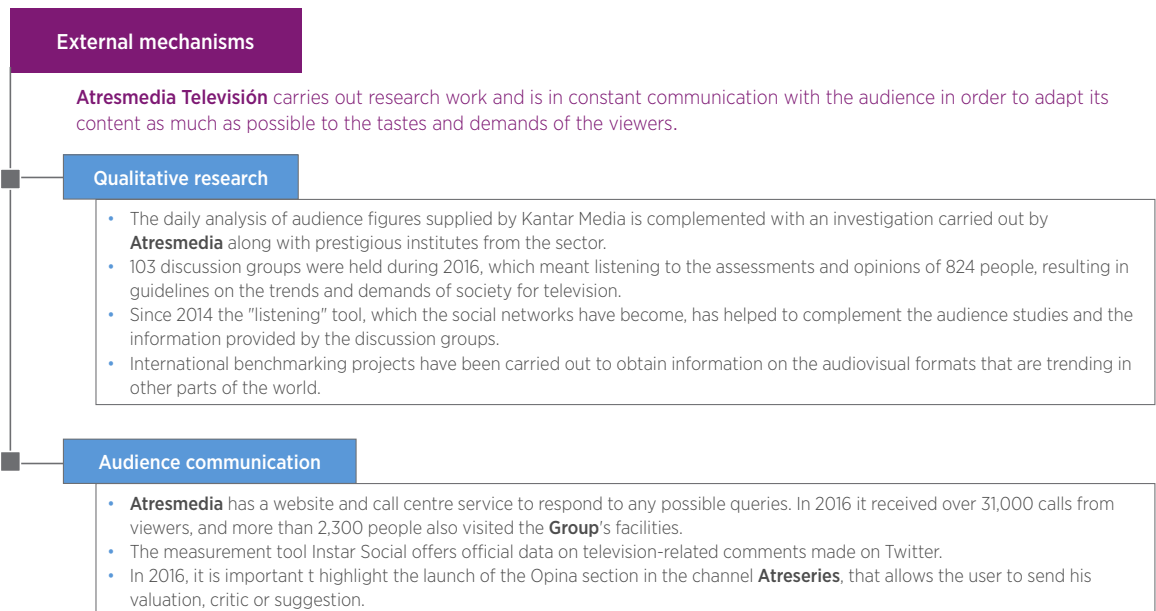 External mechanisms
Atresmedia Televisión carries out research work and is in constant communication with the audience in order to adapt its
content as much as possible to the tastes and demands of the viewers.
Qualitative research
• The daily analysis of audience figures supplied by Kantar Media is complemented with an investigation carried out by
Atresmedia along with prestigious institutes from the sector.
• 103 discussion groups were held during 2016, which meant listening to the assessments and opinions of 824 people, resulting in
guidelines on the trends and demands of society for television.
• Since 2014 the "listening" tool, which the social networks have become, has helped to complement the audience studies and the
information provided by the discussion groups.
• International benchmarking projects have been carried out to obtain information on the audiovisual formats that are trending in
other parts of the world.
Audience communication
• Atresmedia has a website and call centre service to respond to any possible queries. In 2016 it received over 31,000 calls from
viewers, and more than 2,300 people also visited the Group's facilities.
• The measurement tool Instar Social offers official data on television-related comments made on Twitter.
• In 2016, it is important t highlight the launch of the Opina section in the channel Atreseries, that allows the user to send his
valuation, critic or suggestion.